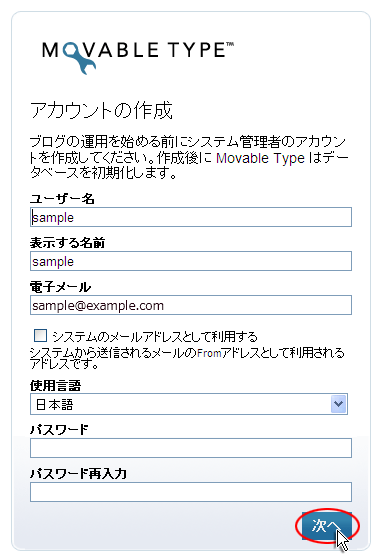 MOVABLE TYPE™
アカウントの作成
ブログの運用を始める前にシステム管理者のアカウン
トを作成してください。作成後に Movable Type はデー
タベースを初期化します。
ユーザー名
sample
表示する名前
sample
電子メール
sample@example.com
システムのメールアドレスとして利用する
システムから送信されるメールのFromアドレスとして利用される
アドレスです。
使用言語
日本語
パスワード
パスワード再入力
次へ